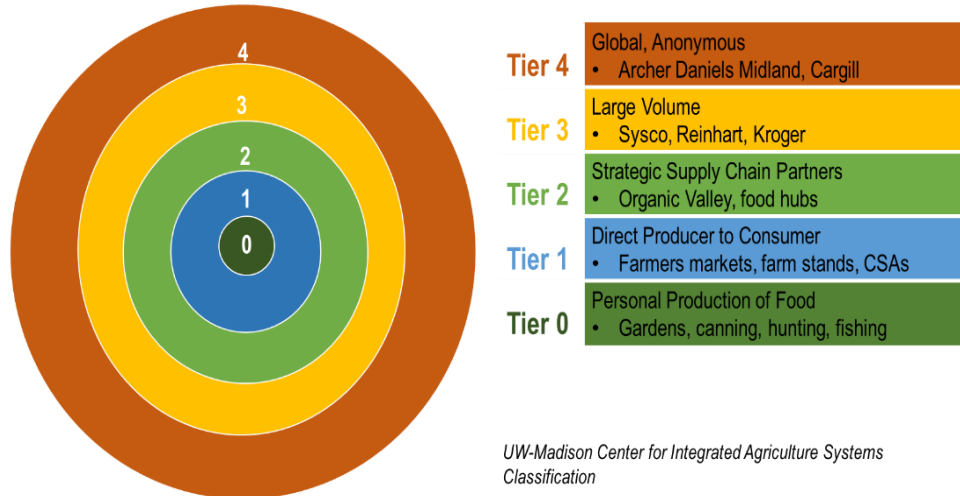 4
3
2
1
0
Tier 4
Global, Anonymous
• Archer Daniels Midland, Cargill
Tier 3
Large Volume
• Sysco, Reinhart, Kroger
Tier 2
Strategic Supply Chain Partners
• Organic Valley, food hubs
Tier 1
Direct Producer to Consumer
• Farmers markets, farm stands, CSAs
Tier 0
Personal Production of Food
• Gardens, canning, hunting, fishing
UW-Madison Center for Integrated Agriculture Systems
Classification